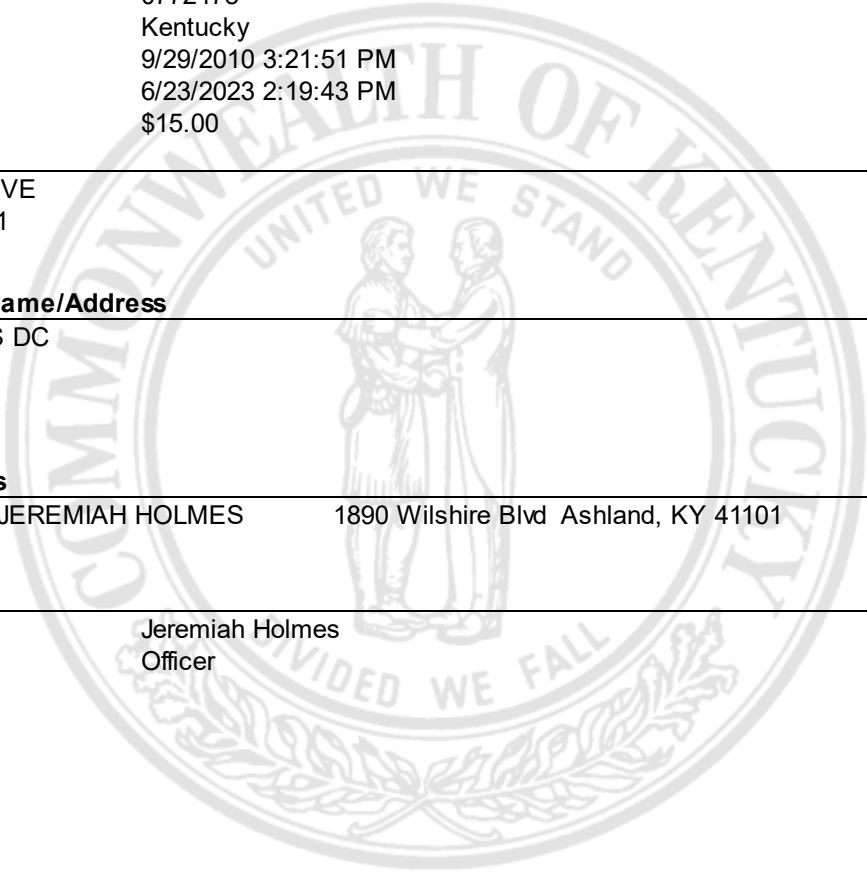 Kentucky
9/29/2010 3:21:51 PM
6/23/2023 2:19:43 PM
$15.00
VE
1
ame/Address
S DC
s
JEREMIAH HOLMES 1890 Wilshire Blvd Ashland, KY 41101
Jeremiah Holmes
Officer
COMMONWEALTH OF KENTUCKY
UNITED WE STAND
DIVIDED WE FALL